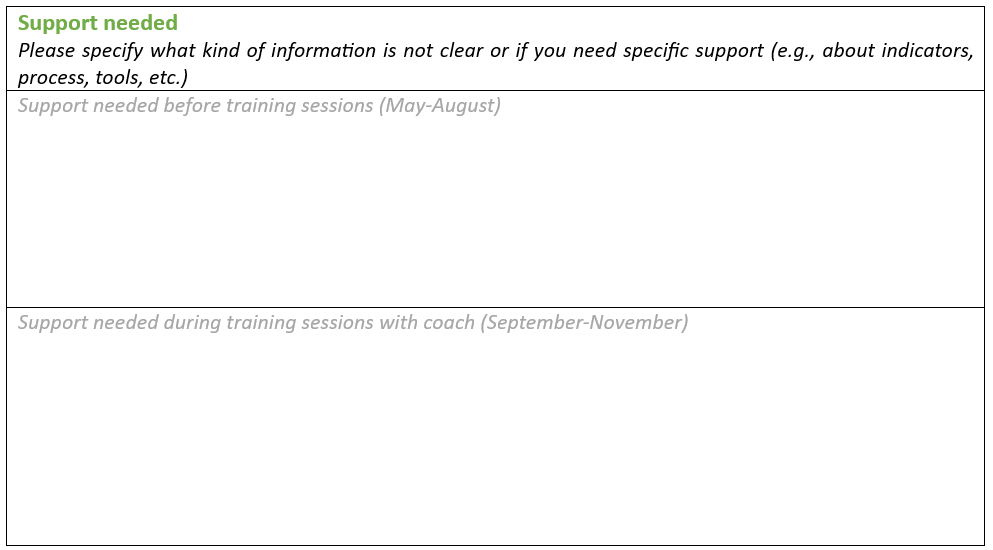 Support needed
Please specify what kind of information is not clear or if you need specific support (e.g., about indicators,
process, tools, etc.)
Support needed before training sessions (May-August)
Support needed during training sessions with coach (September-November)